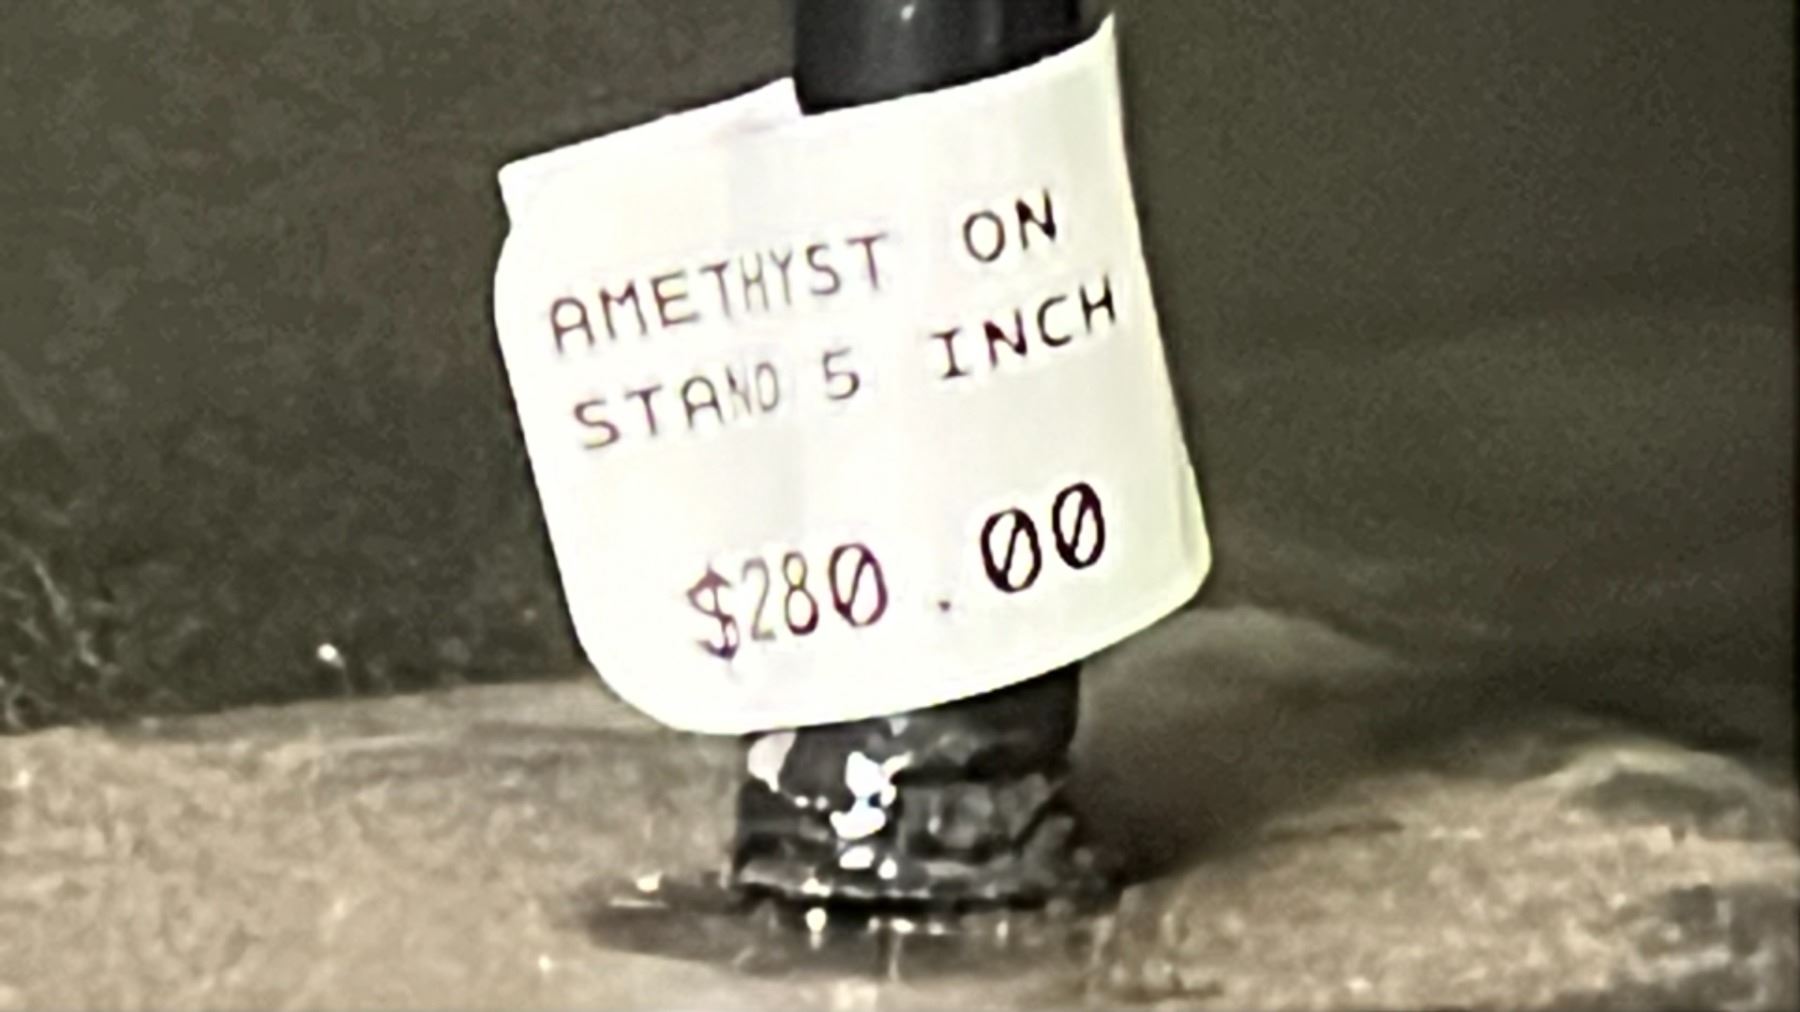 AMETHYST ON
STAND 5 INCH
$280.00